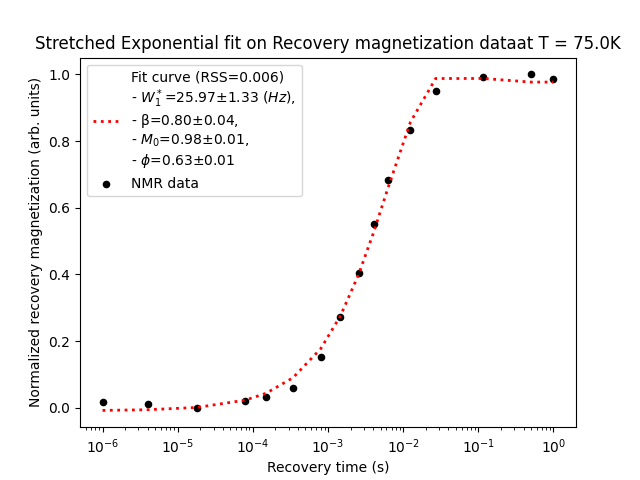 Stretched Exponential fit on Recovery magnetization dataat T = 75.0K
Normalized recovery magnetization (arb. units)
1.0
0.8
0.6
0.4
0.2
0.0
Fit curve (RSS=0.006)
- W₁*=25.97±1.33 (Hz),
- β=0.80±0.04,
- M₀=0.98±0.01,
- ϕ=0.63±0.01
NMR data
10⁻⁶ 10⁻⁵ 10⁻⁴ 10⁻³ 10⁻² 10⁻¹ 10⁰
Recovery time (s)